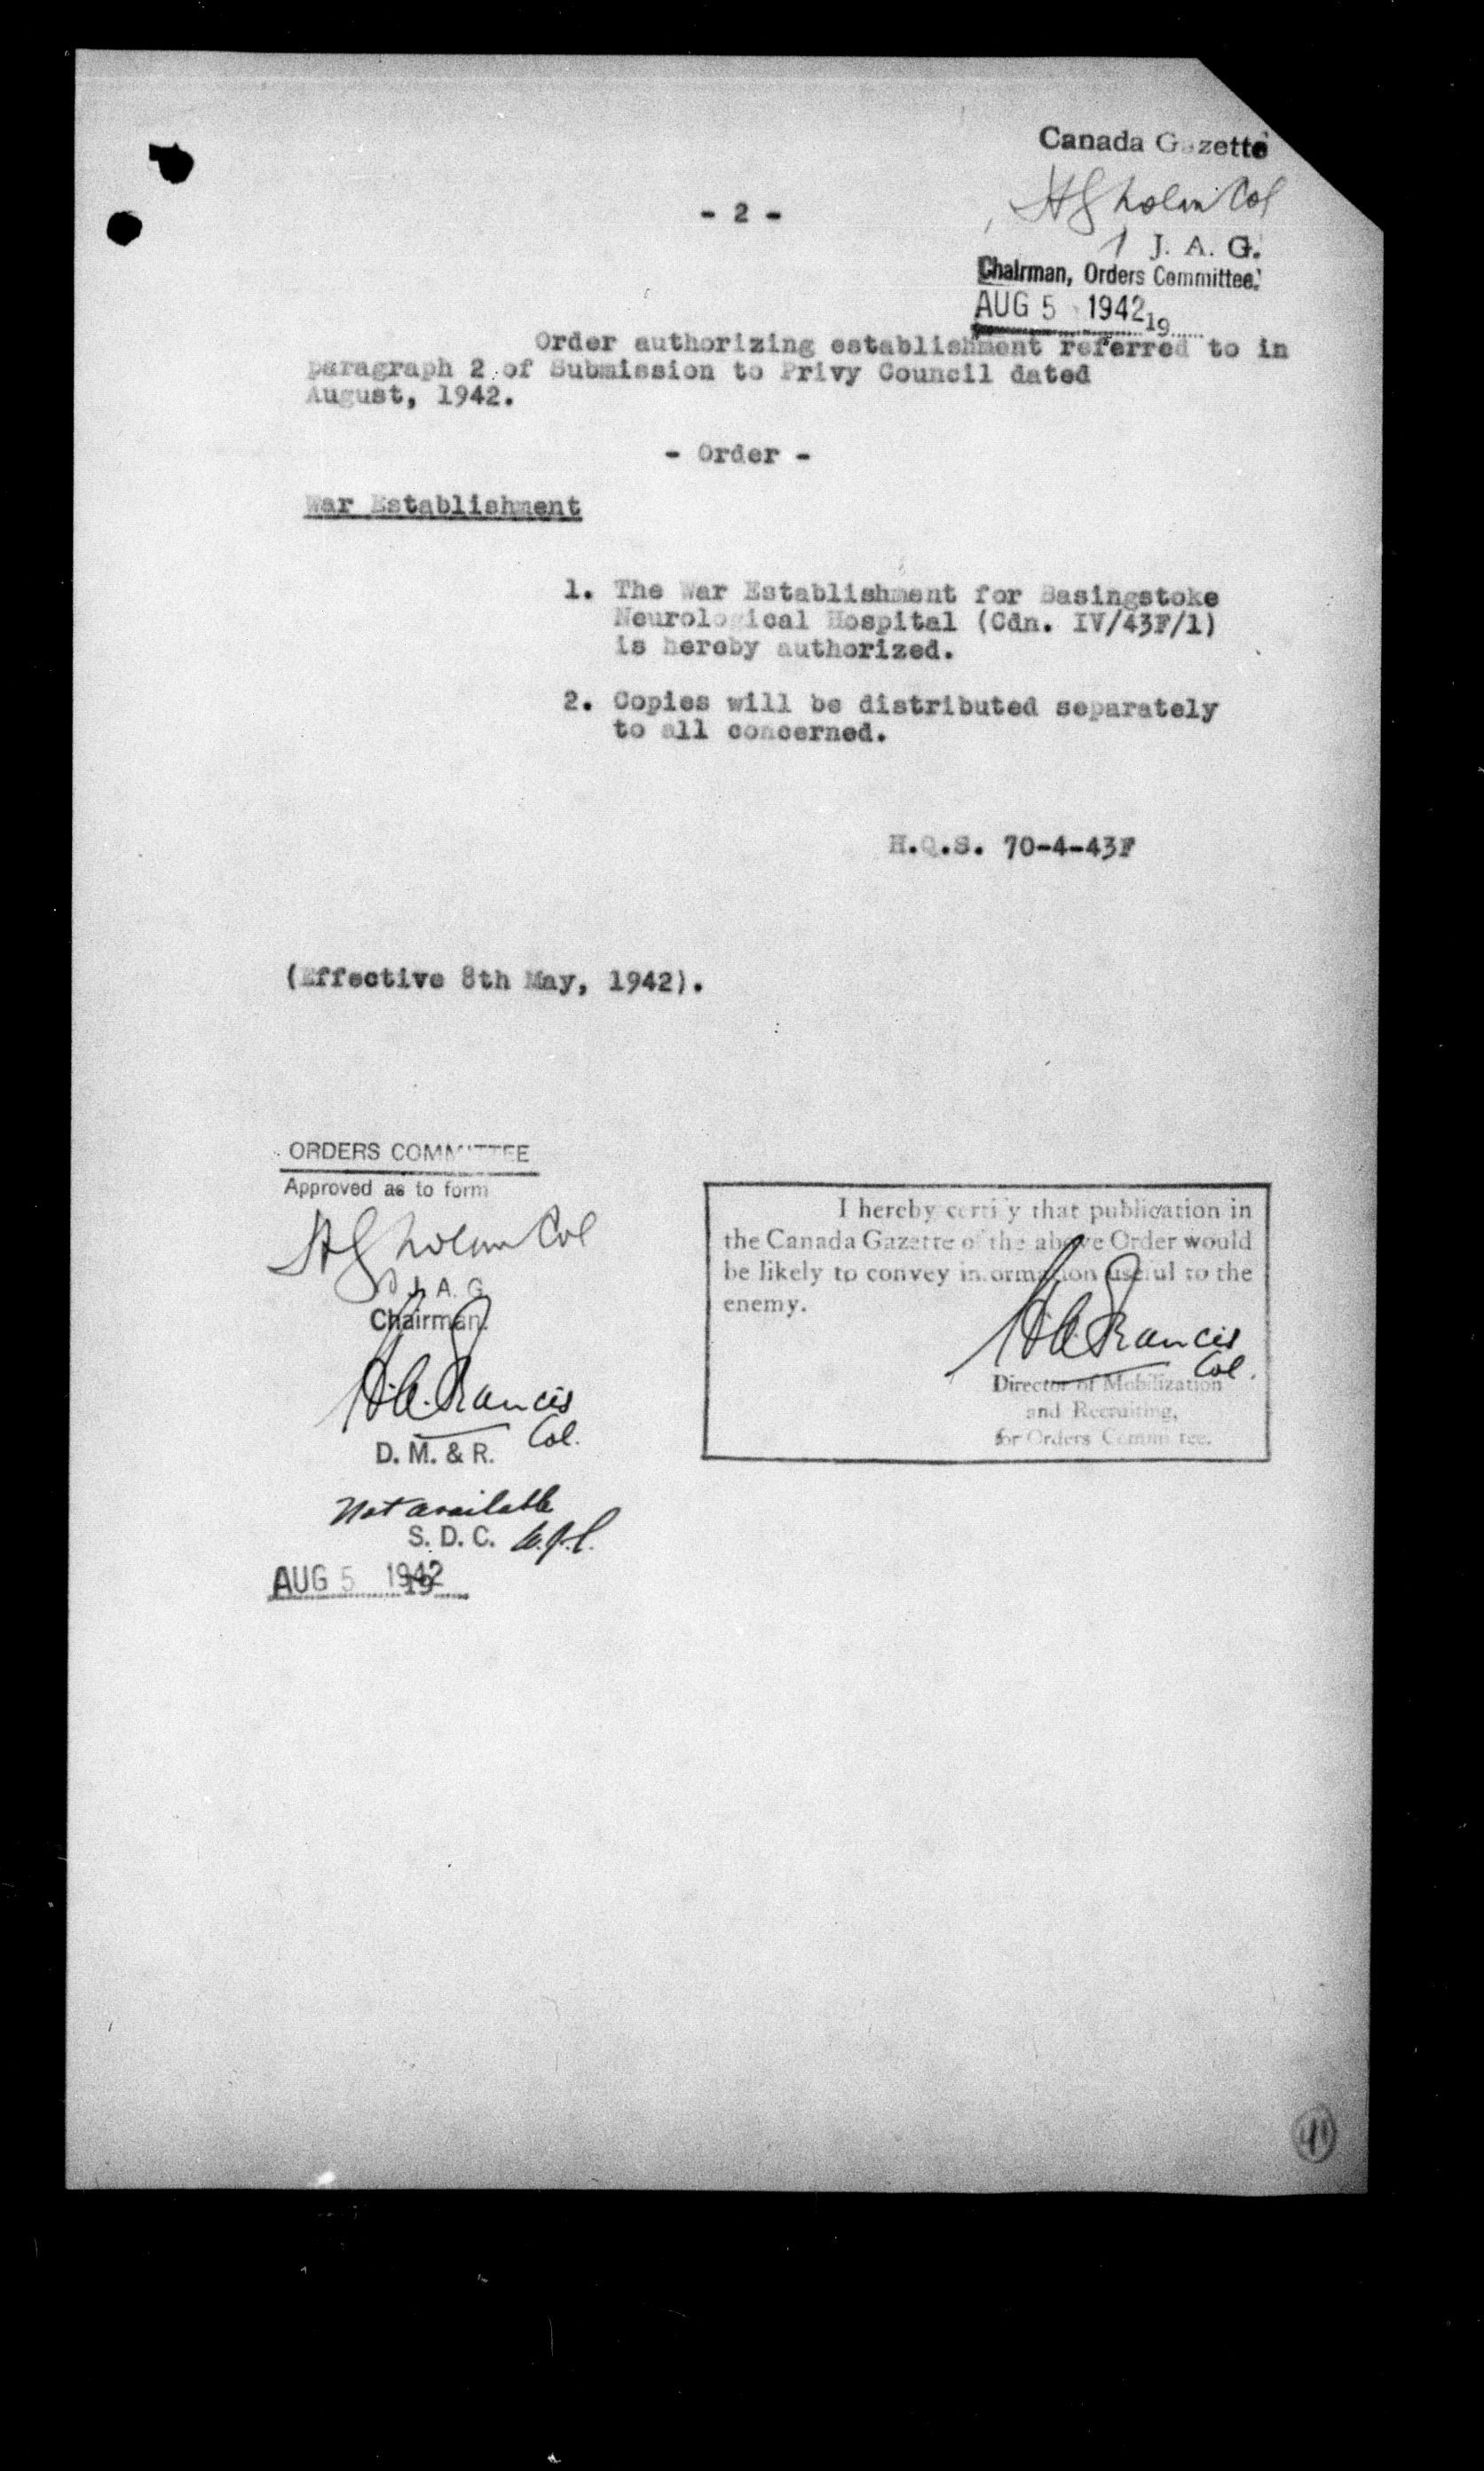 Canada Gazette
- 2 -
Col
J. A. G.
Chairman, Orders Committee.
AUG 5 1942 19
Order authorizing establishment referred to in
paragraph 2 of Submission to Privy Council dated
August, 1942.
- Order -
War Establishment
1. The War Establishment for Basingstoke
Neurological Hospital (Cdn. IV/43F/1)
is hereby authorized.
2. Copies will be distributed separately
to all concerned.
H.Q.S. 70-4-43F
(Effective 8th May, 1942).
ORDERS COMMITTEE
Approved as to form
Col
J. A. G.
Chairman.
Francis
Col.
D. M. & R.
Not available
S. D. C.
AUG 5 1942 19
I hereby certify that publication in
the Canada Gazette of the above Order would
be likely to convey information useful to the
enemy.
Francis
Col.
Director of Mobilization
and Recruiting,
for Orders Committee.